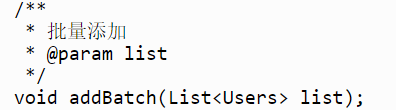 /**
* 批量添加
* @param list
*/
void addBatch(List<Users> list);